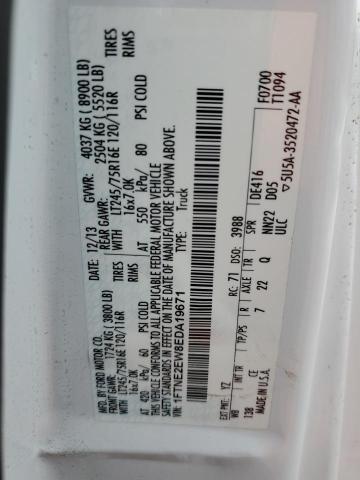 MFD. BY FORD MOTOR CO.
DATE: 12/13 GVWR: 4037 KG ( 8900 LB)
FRONT GAWR: 1724 KG ( 3800 LB) REAR GAWR: 2504 KG ( 5520 LB)
LT245/75R16E 120/116R TIRES LT245/75R16E 120/116R TIRES
16x7.0K RIMS 16x7.0K RIMS
AT 420 kPa/ 60 PSI COLD AT 550 kPa/ 80 PSI COLD
THIS VEHICLE CONFORMS TO ALL APPLICABLE FEDERAL MOTOR VEHICLE
SAFETY STANDARDS IN EFFECT ON THE DATE OF MANUFACTURE SHOWN ABOVE.
VIN: 1FTNE2EW8EDA19671
TYPE: Truck
F0700
T1094
EXT PNT: YZ RC: 71 DSO: 3988
WB INT TR TP/PS R AXLE TR SPR DE416
138 CE 7 22 Q NN22 D05
MADE IN U.S.A. ULC
5U5A-3520472-AA